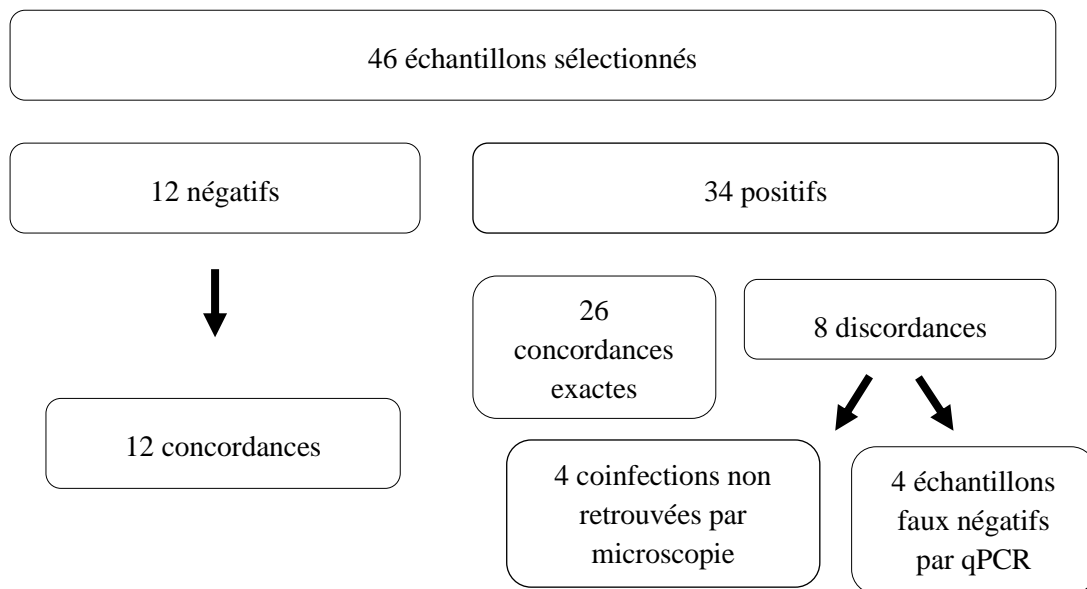 46 échantillons sélectionnés
12 négatifs
34 positifs
26
concordances
exactes
8 discordances
12 concordances
4 coinfections non
retrouvées par
microscopie
4 échantillons
faux négatifs
par qPCR